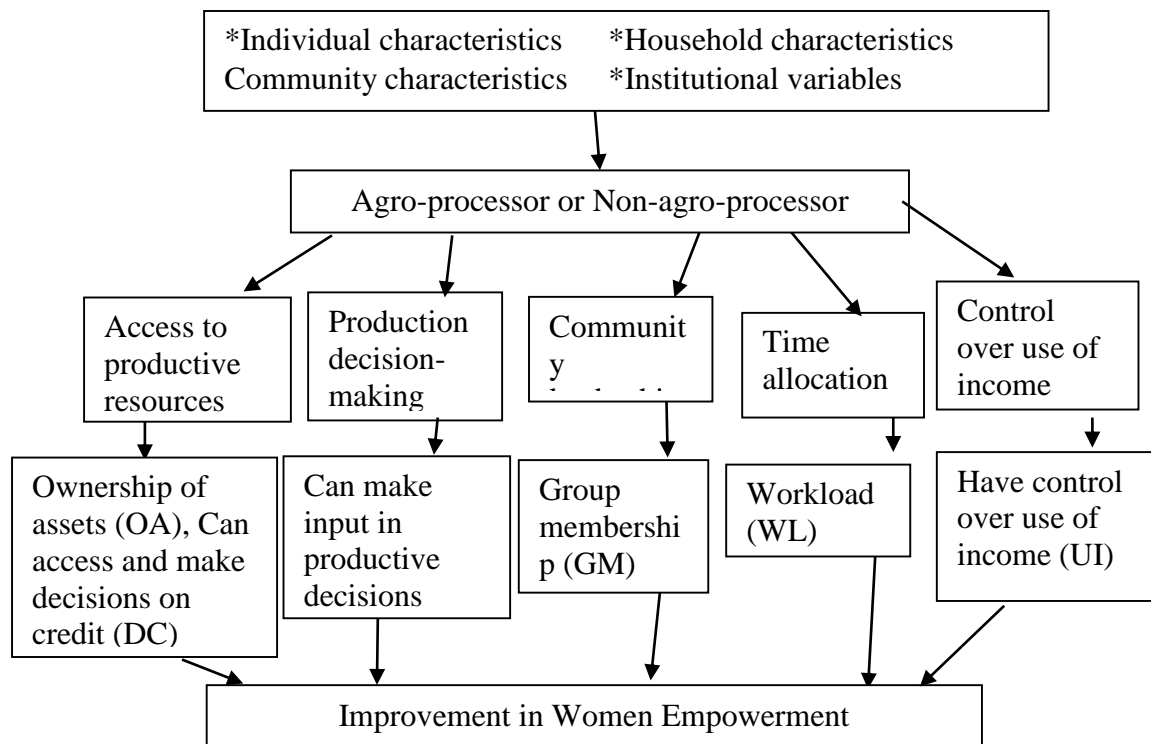 *Individual characteristics *Household characteristics
Community characteristics *Institutional variables
Agro-processor or Non-agro-processor
Access to
productive
resources
Production
decision-
making
Communit
y
Time
allocation
Control
over use of
income
Ownership of
assets (OA), Can
access and make
decisions on
credit (DC)
Can make
input in
productive
decisions
Group
membershi
p (GM)
Workload
(WL)
Have control
over use of
income (UI)
Improvement in Women Empowerment